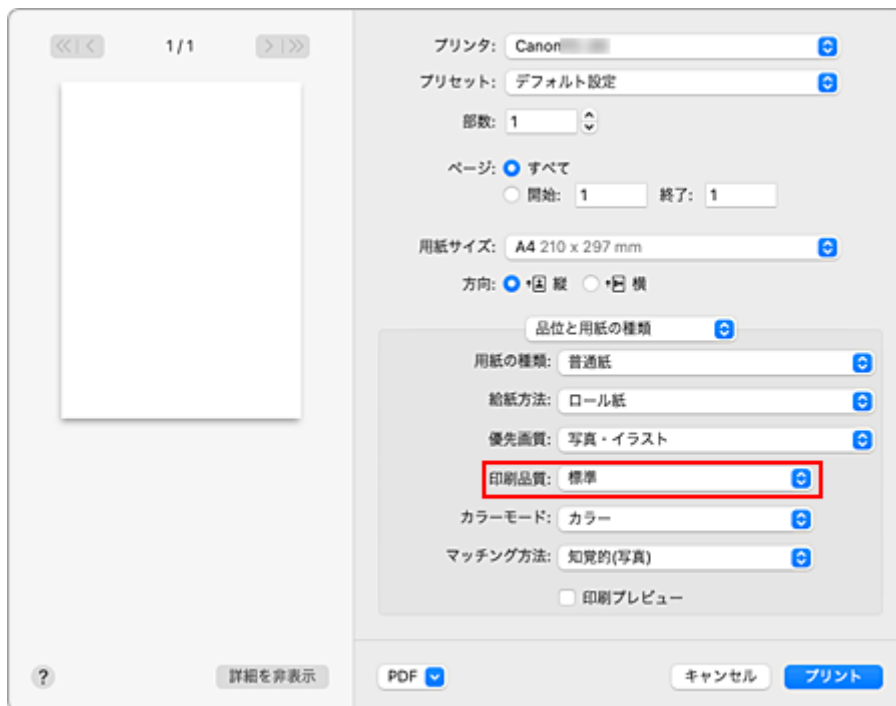 1 / 1
プリンタ: Canon
プリセット: デフォルト設定
部数: 1
ページ: すべて
開始: 1 終了: 1
用紙サイズ: A4 210 x 297 mm
方向: 縦 横
品位と用紙の種類
用紙の種類: 普通紙
給紙方法: ロール紙
優先画質: 写真・イラスト
印刷品質: 標準
カラーモード: カラー
マッチング方法: 知覚的(写真)
印刷プレビュー
? 詳細を非表示 PDF キャンセル プリント